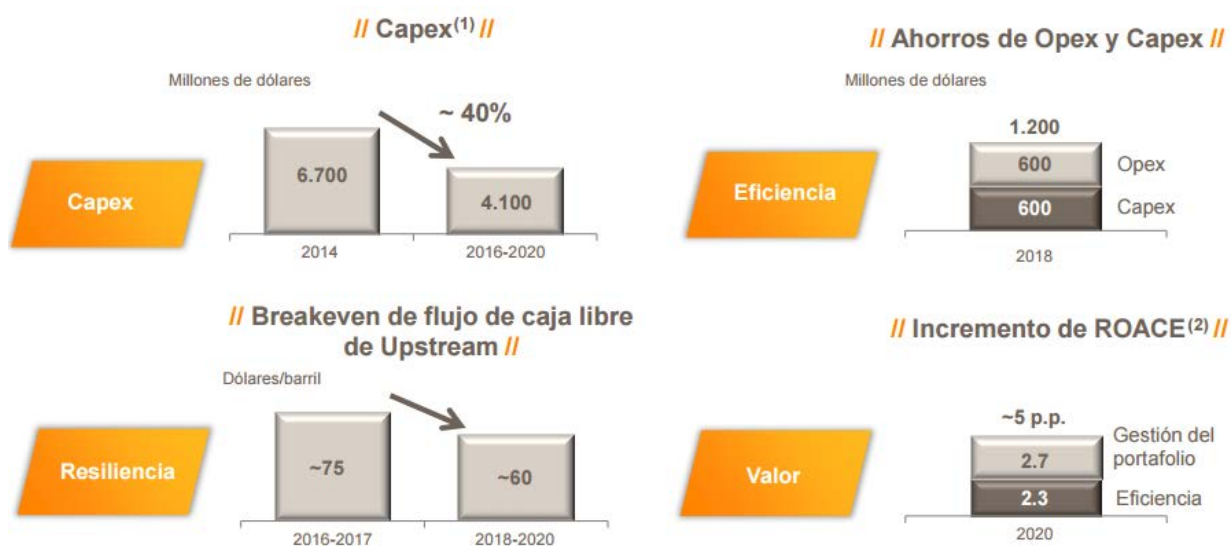 // Capex(1) //
Millones de dólares
~ 40%
Capex
6.700
4.100
2014
2016-2020
// Ahorros de Opex y Capex //
Millones de dólares
1.200
Eficiencia
600
Opex
600
Capex
2018
// Breakeven de flujo de caja libre
de Upstream //
Dólares/barril
Resiliencia
~75
~60
2016-2017
2018-2020
// Incremento de ROACE(2) //
~5 p.p.
Valor
2.7
Gestión del
portafolio
2.3
Eficiencia
2020